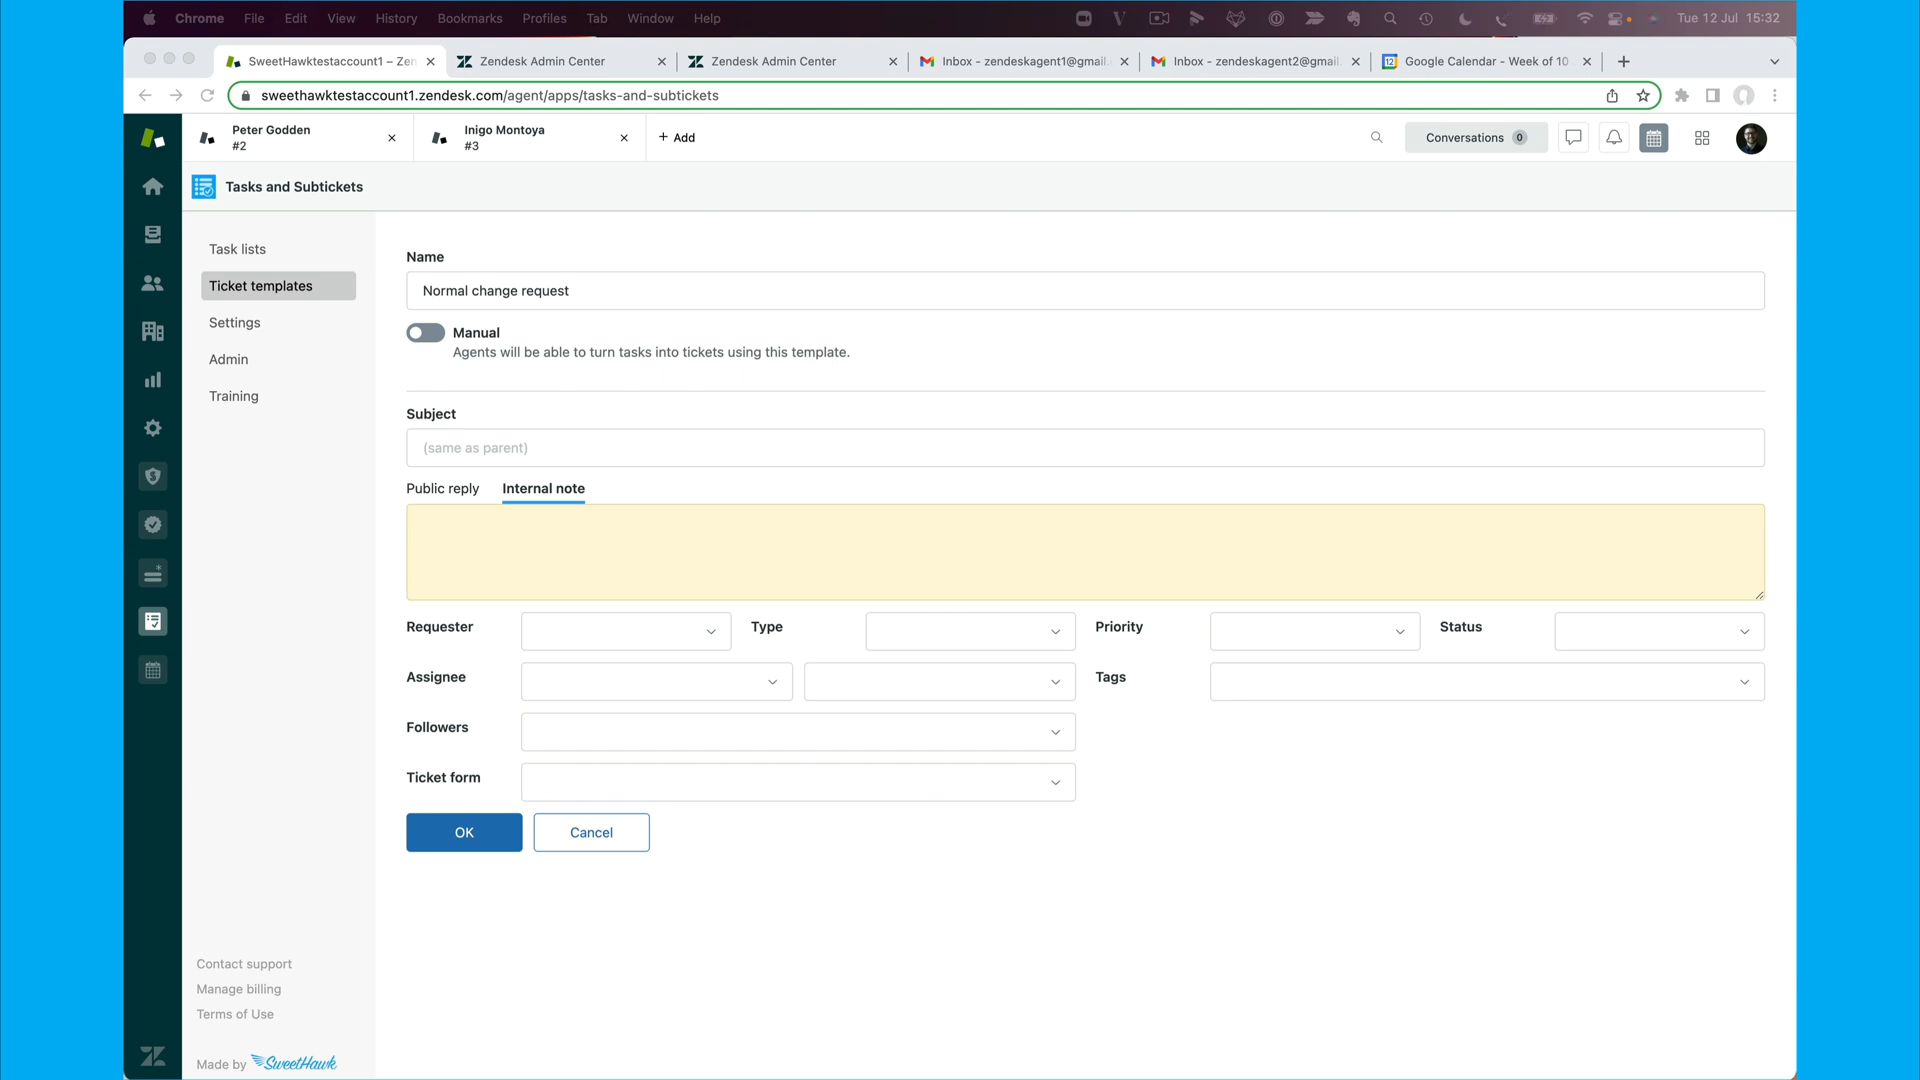 Chrome File Edit View History Bookmarks Profiles Tab Window Help Tue 12 Jul 15:32
SweetHawktestaccount1 – Zen Zendesk Admin Center Zendesk Admin Center Inbox - zendeskagent1@gmail. Inbox - zendeskagent2@gmail. 12 Google Calendar - Week of 10
sweethawktestaccount1.zendesk.com/agent/apps/tasks-and-subtickets
Peter Godden
#2
Inigo Montoya
#3
+ Add
Conversations 0
Tasks and Subtickets
Task lists
Ticket templates
Settings
Admin
Training
Name
Normal change request
Manual
Agents will be able to turn tasks into tickets using this template.
Subject
(same as parent)
Public reply Internal note
Requester Type Priority Status
Assignee Tags
Followers
Ticket form
OK Cancel
Contact support
Manage billing
Terms of Use
Made by SweetHawk